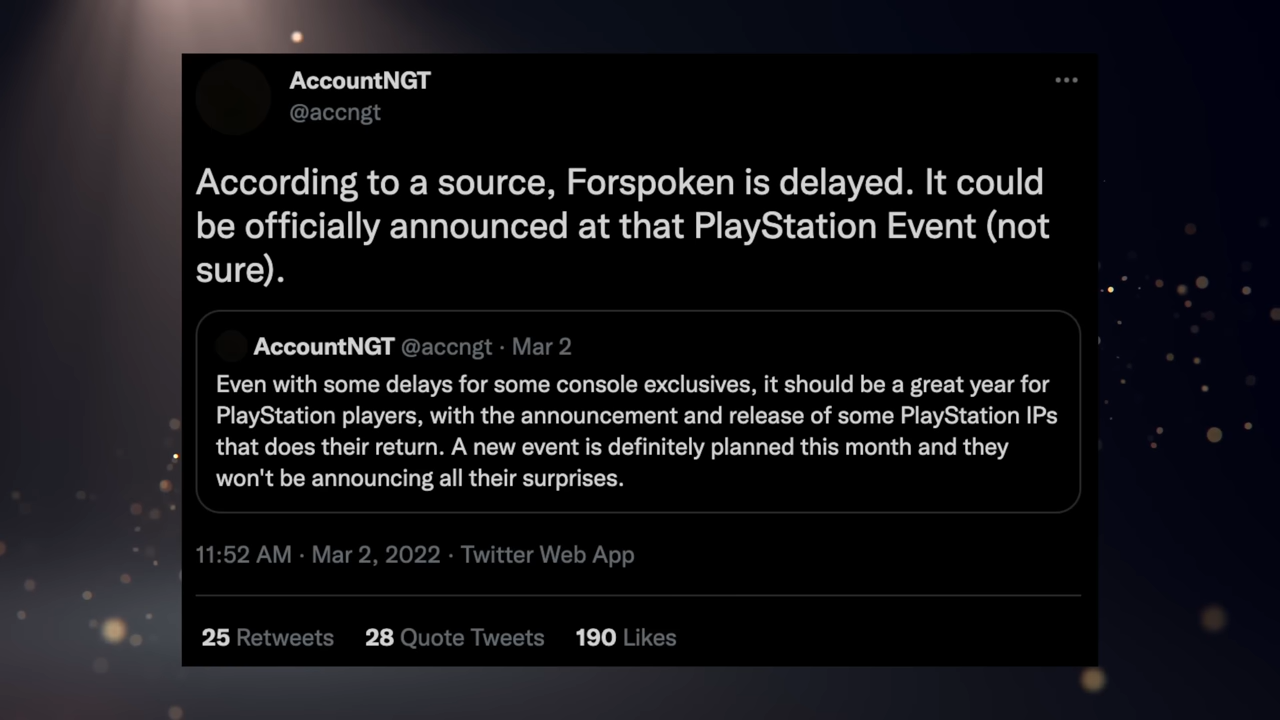 AccountNGT
@accngt
According to a source, Forspoken is delayed. It could
be officially announced at that PlayStation Event (not
sure).
AccountNGT @accngt · Mar 2
Even with some delays for some console exclusives, it should be a great year for
PlayStation players, with the announcement and release of some PlayStation IPs
that does their return. A new event is definitely planned this month and they
won't be announcing all their surprises.
11:52 AM · Mar 2, 2022 · Twitter Web App
25 Retweets 28 Quote Tweets 190 Likes